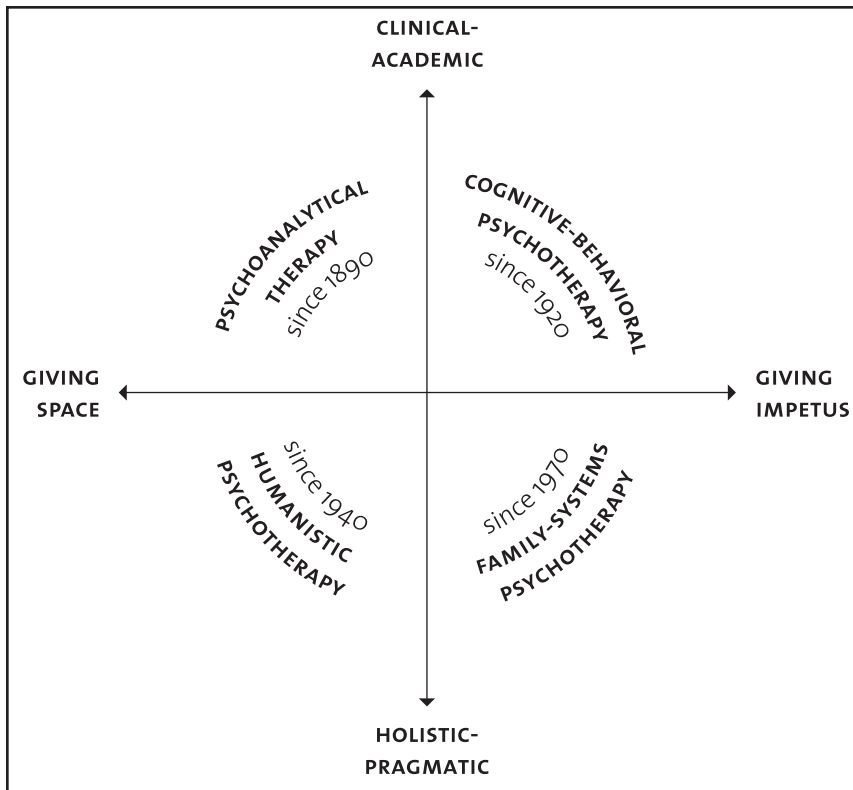 CLINICAL-
ACADEMIC
PSYCHOANALYTICAL
THERAPY
since 1890
COGNITIVE-BEHAVIORAL
PSYCHOTHERAPY
since 1920
GIVING
SPACE
GIVING
IMPETUS
since 1940
HUMANISTIC
PSYCHOTHERAPY
since 1970
FAMILY-SYSTEMS
PSYCHOTHERAPY
HOLISTIC-
PRAGMATIC